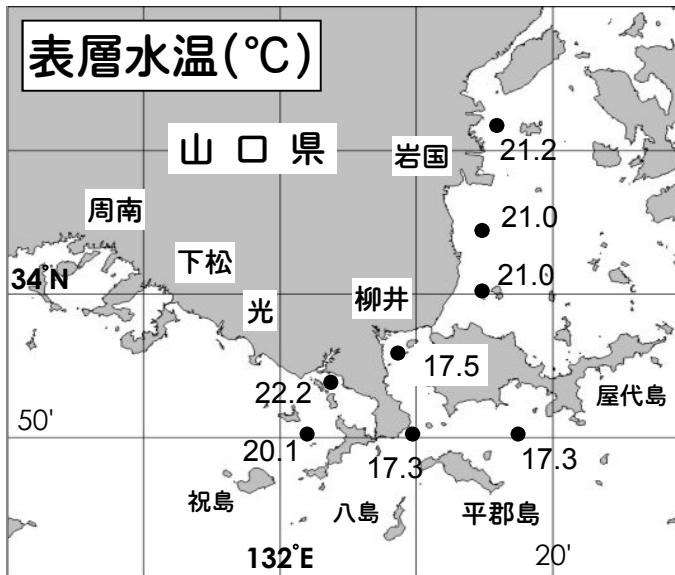 表層水温(℃)
山口県
岩国
21.2
周南
21.0
下松
34°N
21.0
光
柳井
17.5
22.2
屋代島
50'
20.1
17.3
17.3
祝島
八島
平郡島
132°E
20'